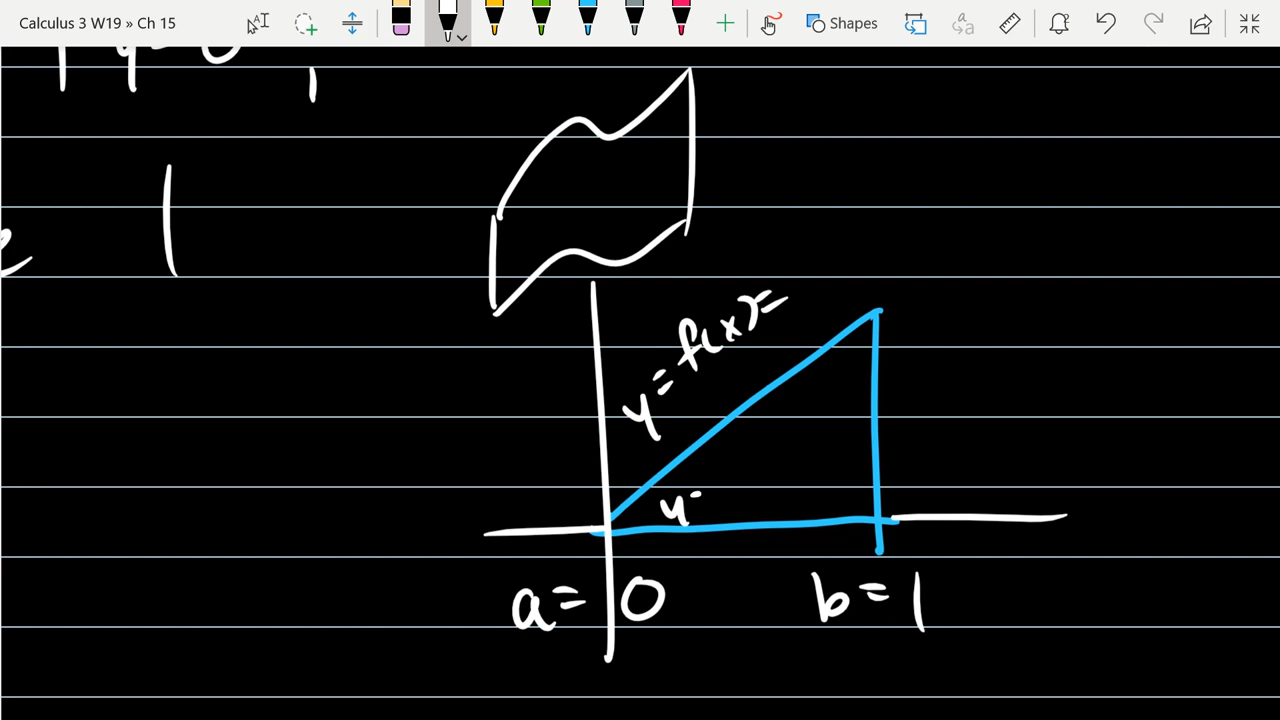 Calculus 3 W19 » Ch 15
Shapes
y = f(x) =
y =
a = 0
b = 1